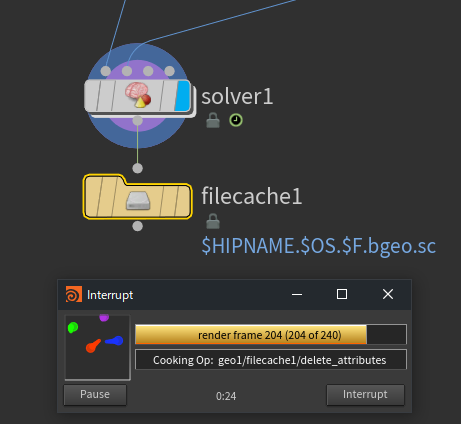 solver1
filecache1
$HIPNAME.$OS.$F.bgeo.sc
Interrupt
render frame 204 (204 of 240)
Cooking Op: geo1/filecache1/delete_attributes
Pause
0:24
Interrupt